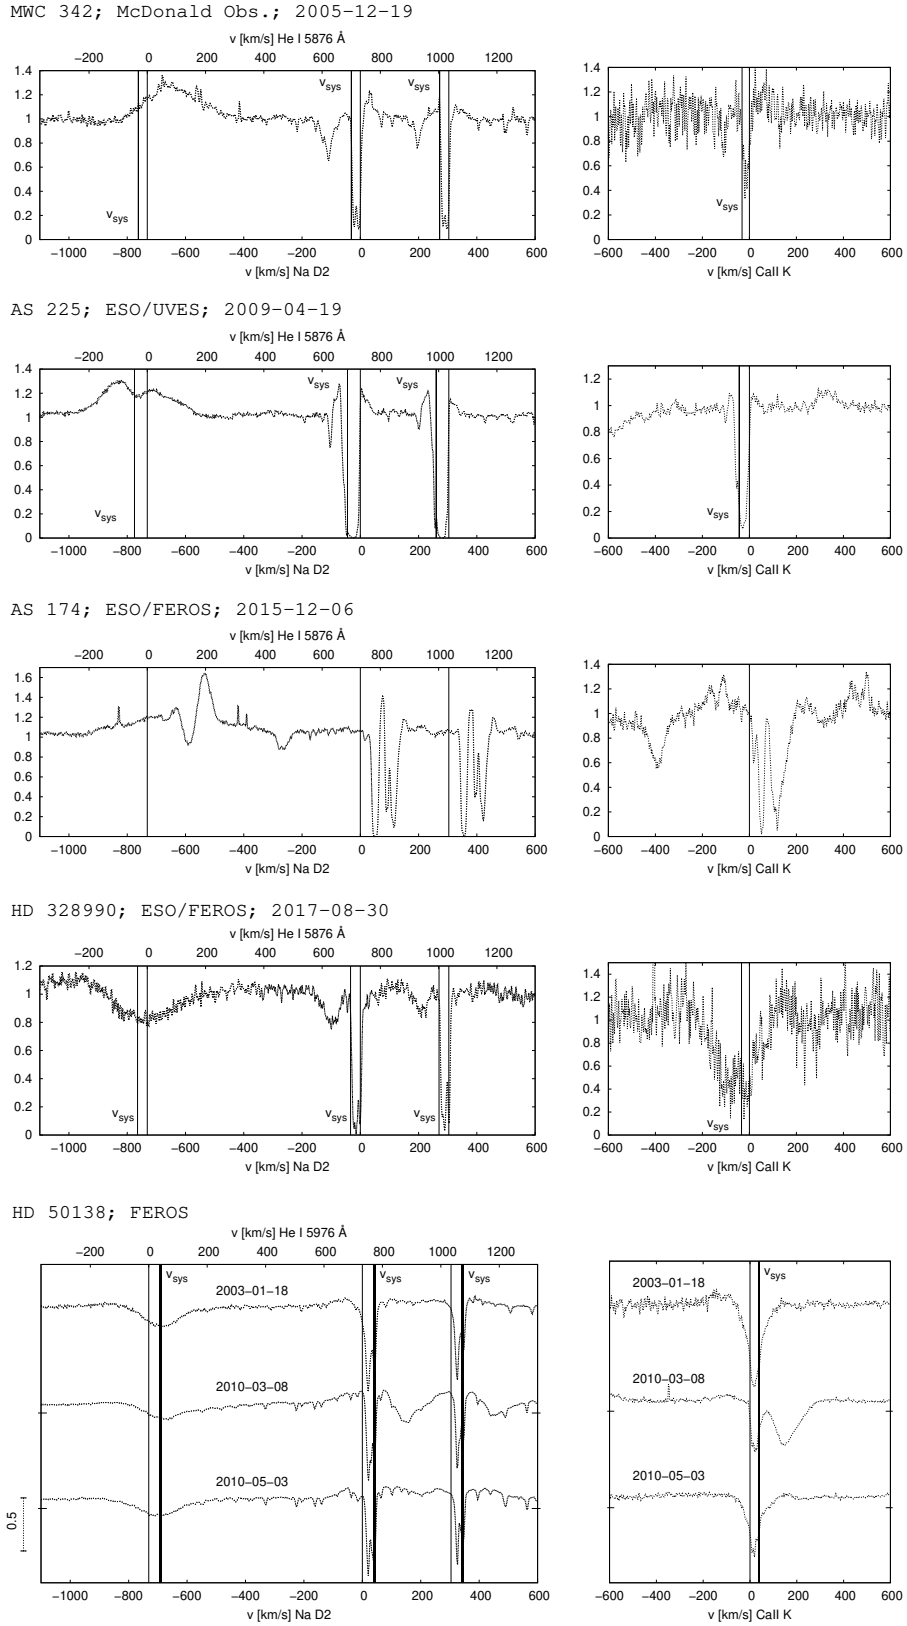 MWC 342; McDonald Obs.; 2005-12-19
v [km/s] He I 5876 Å
−200 0 200 400 600 800 1000 1200
1.4 1.4
1.2 v_sys v_sys 1.2
1 1
0.8 0.8
0.6 0.6
0.4 0.4
v_sys v_sys
0.2 0.2
0 0
−1000 −800 −600 −400 −200 0 200 400 600 −600 −400 −200 0 200 400 600
v [km/s] Na D2 v [km/s] CaII K
AS 225; ESO/UVES; 2009-04-19
v [km/s] He I 5876 Å
−200 0 200 400 600 800 1000 1200
1.4
v_sys v_sys
1.2 1.2
1 1
0.8 0.8
0.6 0.6
0.4 0.4
v_sys v_sys
0.2 0.2
0 0
−1000 −800 −600 −400 −200 0 200 400 600 −600 −400 −200 0 200 400 600
v [km/s] Na D2 v [km/s] CaII K
AS 174; ESO/FEROS; 2015-12-06
v [km/s] He I 5876 Å
−200 0 200 400 600 800 1000 1200
1.6 1.4
1.2 1.2
1 
0.8 0.8
0.6
0.4 0.4
0.2
0 0
−1000 −800 −600 −400 −200 0 200 400 600 −600 −400 −200 0 200 400 600
v [km/s] Na D2 v [km/s] CaII K
HD 328990; ESO/FEROS; 2017-08-30
v [km/s] He I 5876 Å
−200 0 200 400 600 800 1000 1200
1.2 1.4
1 1.2
0.8 1
0.6 0.8
0.4 0.6
0.2 0.4
v_sys v_sys v_sys 0.2
0 v_sys 0
−1000 −800 −600 −400 −200 0 200 400 600 −600 −400 −200 0 200 400 600
v [km/s] Na D2 v [km/s] CaII K
HD 50138; FEROS
v [km/s] He I 5976 Å
−200 0 200 400 600 800 1000 1200
v_sys v_sys v_sys v_sys
2003-01-18 2003-01-18
2010-03-08 2010-03-08
2010-05-03 2010-05-03
0.5
−1000 −800 −600 −400 −200 0 200 400 600 −600 −400 −200 0 200 400 600
v [km/s] Na D2 v [km/s] CaII K